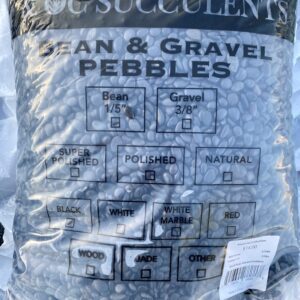 SUCCULENTS
BEAN & GRAVEL
PEBBLES
Bean Gravel
1/5" 3/8"
SUPER POLISHED POLISHED NATURAL
BLACK WHITE WHITE MARBLE RED
WOOD JADE OTHER